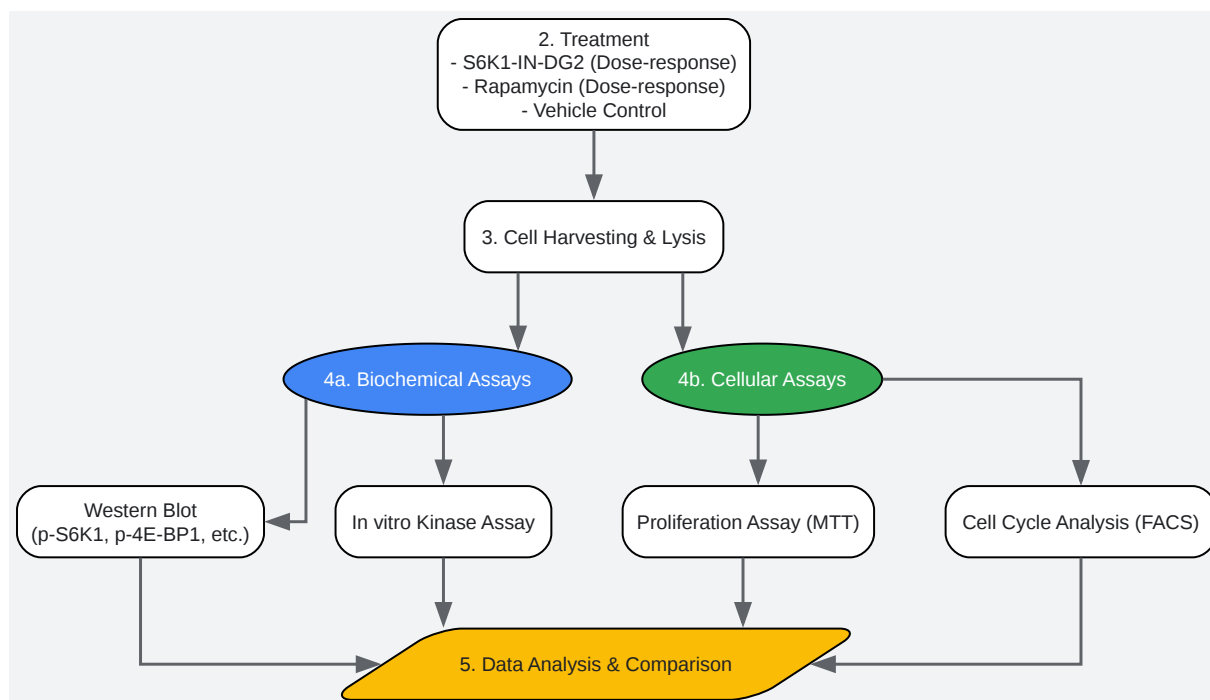 2. Treatment
- S6K1-IN-DG2 (Dose-response)
- Rapamycin (Dose-response)
- Vehicle Control
3. Cell Harvesting & Lysis
4a. Biochemical Assays
4b. Cellular Assays
Western Blot
(p-S6K1, p-4E-BP1, etc.)
In vitro Kinase Assay
Proliferation Assay (MTT)
Cell Cycle Analysis (FACS)
5. Data Analysis & Comparison